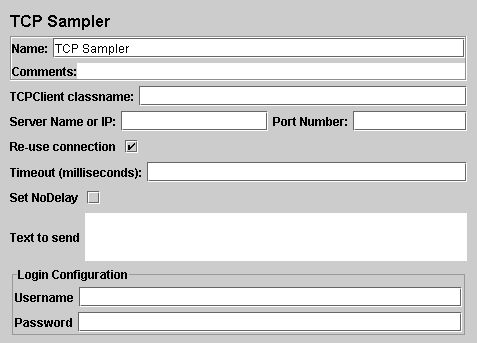 TCP Sampler
Name: TCP Sampler
Comments:
TCPClient classname:
Server Name or IP: Port Number:
Re-use connection
Timeout (milliseconds):
Set NoDelay
Text to send
Login Configuration
Username
Password